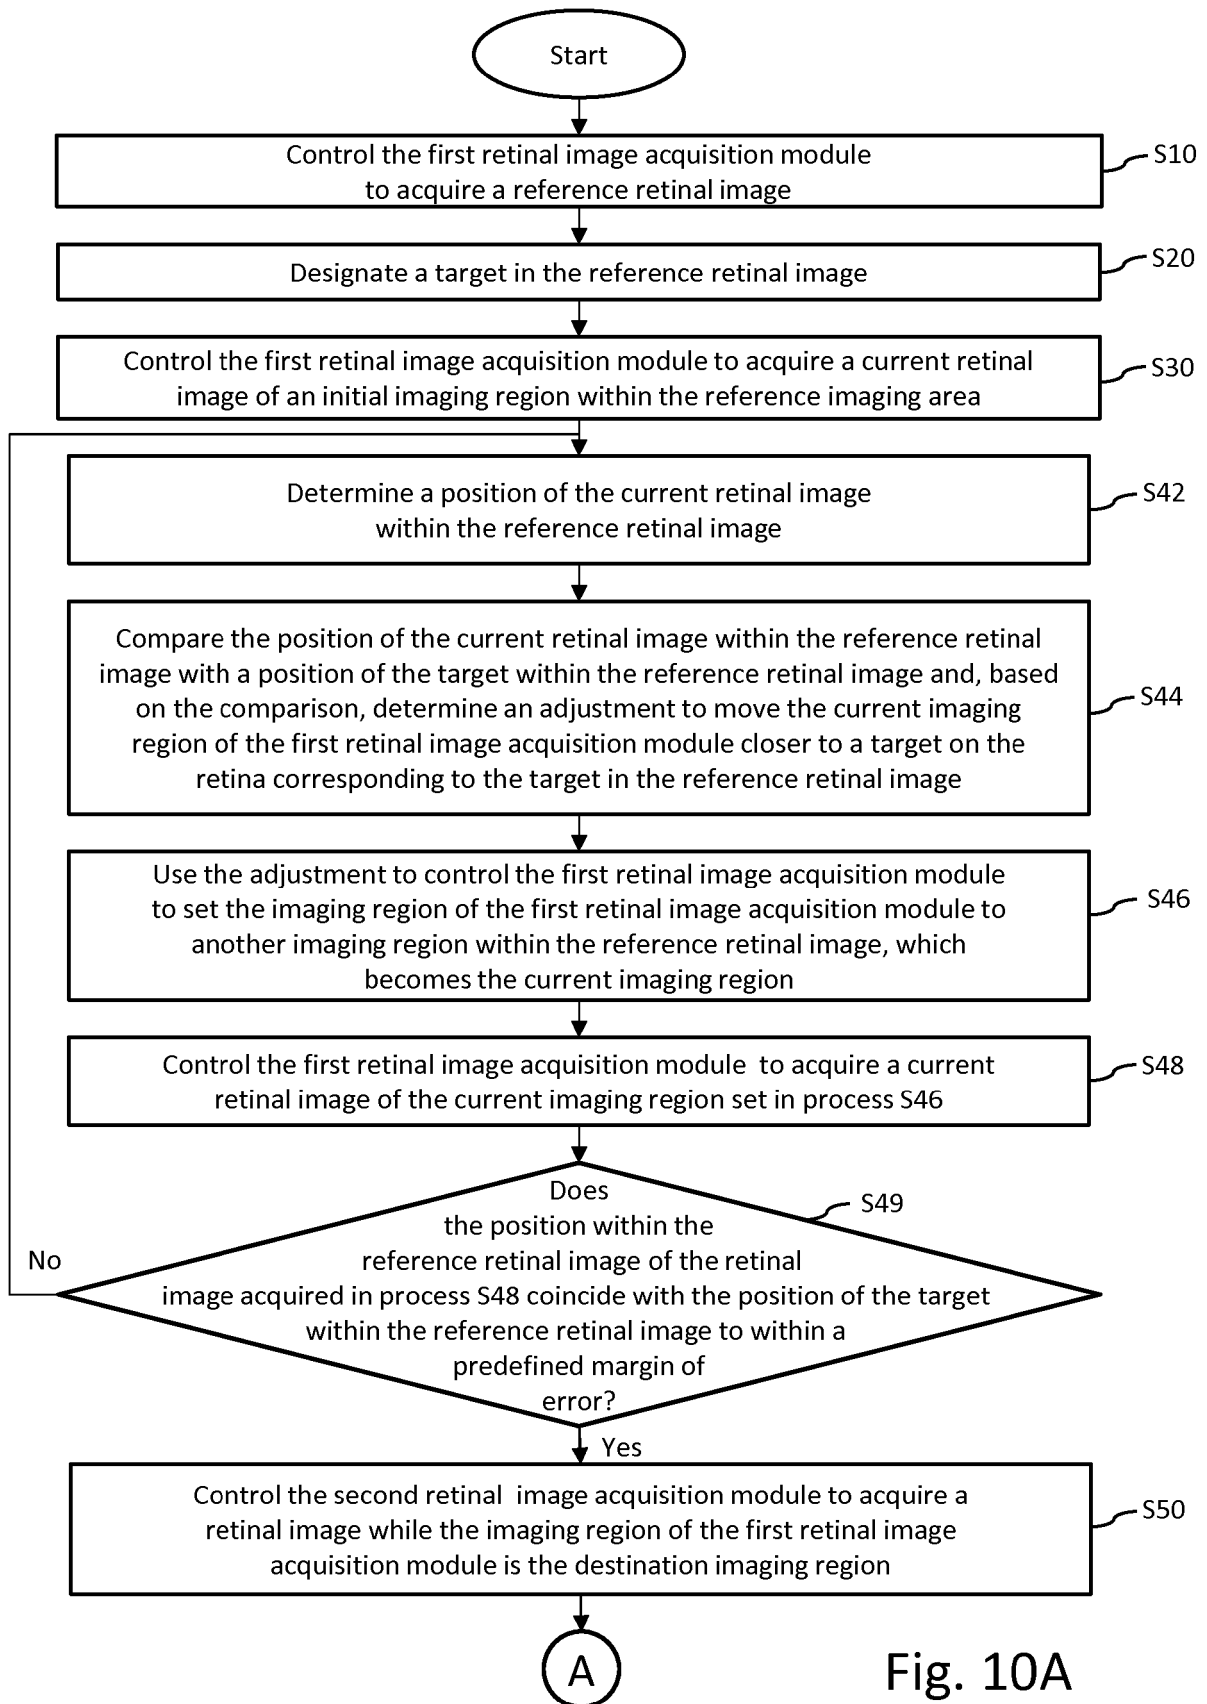 Start
Control the first retinal image acquisition module
to acquire a reference retinal image
S10
Designate a target in the reference retinal image
S20
Control the first retinal image acquisition module to acquire a current retinal
image of an initial imaging region within the reference imaging area
S30
Determine a position of the current retinal image
within the reference retinal image
S42
Compare the position of the current retinal image within the reference retinal
image with a position of the target within the reference retinal image and, based
on the comparison, determine an adjustment to move the current imaging
region of the first retinal image acquisition module closer to a target on the
retina corresponding to the target in the reference retinal image
S44
Use the adjustment to control the first retinal image acquisition module
to set the imaging region of the first retinal image acquisition module to
another imaging region within the reference retinal image, which
becomes the current imaging region
S46
Control the first retinal image acquisition module to acquire a current
retinal image of the current imaging region set in process S46
S48
Does
the position within the
reference retinal image of the retinal
image acquired in process S48 coincide with the position of the target
within the reference retinal image to within a
predefined margin of
error?
S49
No
Yes
Control the second retinal image acquisition module to acquire a
retinal image while the imaging region of the first retinal image
acquisition module is the destination imaging region
S50
A
Fig. 10A